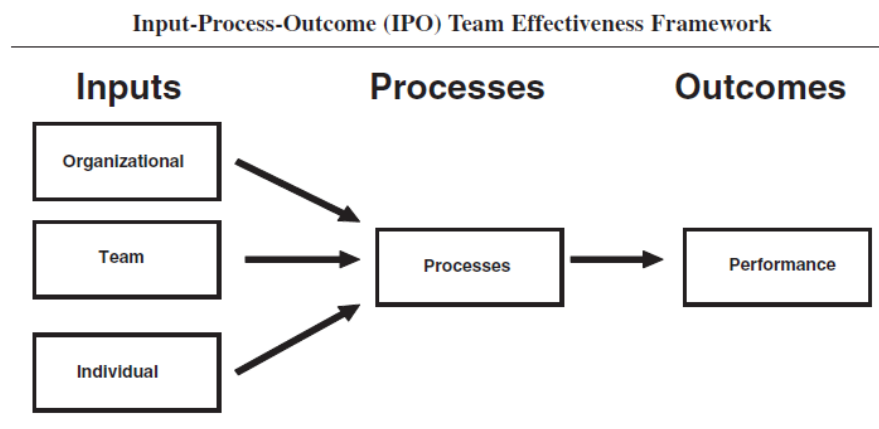 Input-Process-Outcome (IPO) Team Effectiveness Framework
Inputs
Processes
Outcomes
Organizational
Team
Individual
Processes
Performance